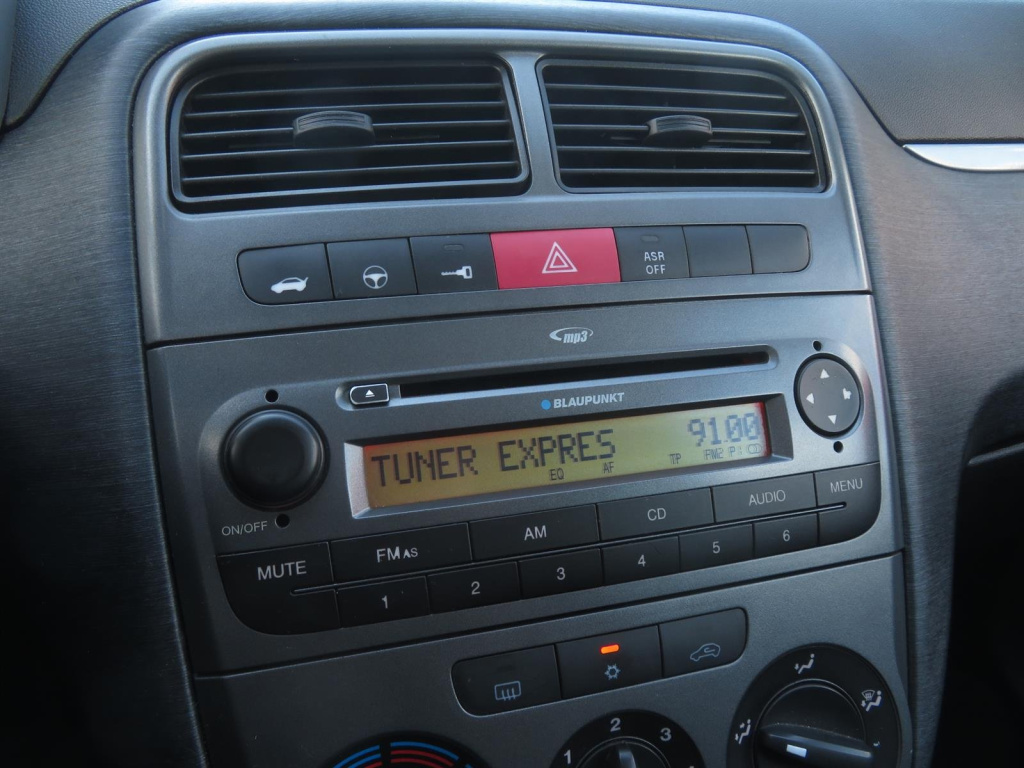 ASR
OFF
mp3
BLAUPUNKT
TUNER EXPRES 91.00
EQ AF TP FM2 P:
ON/OFF
MUTE FM AS AM CD AUDIO MENU
1 2 3 4 5 6
1 2 3